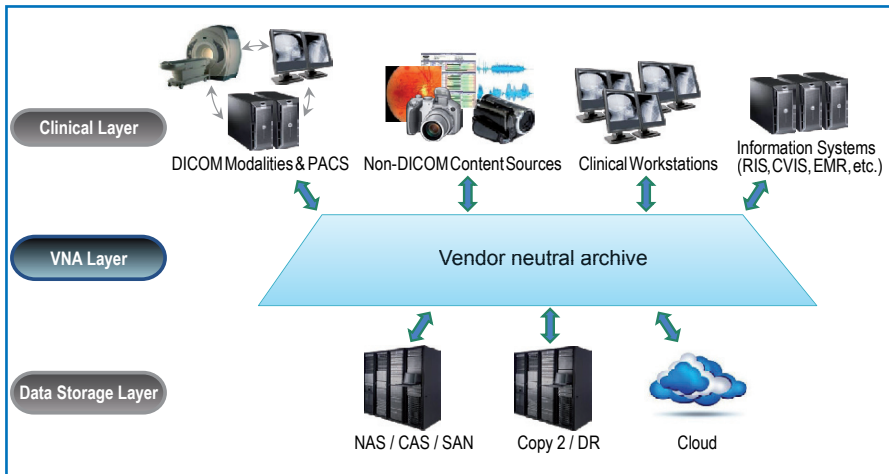 Clinical Layer
DICOM Modalities & PACS
Non-DICOM Content Sources
Clinical Workstations
Information Systems
(RIS, CVIS, EMR, etc.)
VNA Layer
Vendor neutral archive
Data Storage Layer
NAS / CAS / SAN
Copy 2 / DR
Cloud